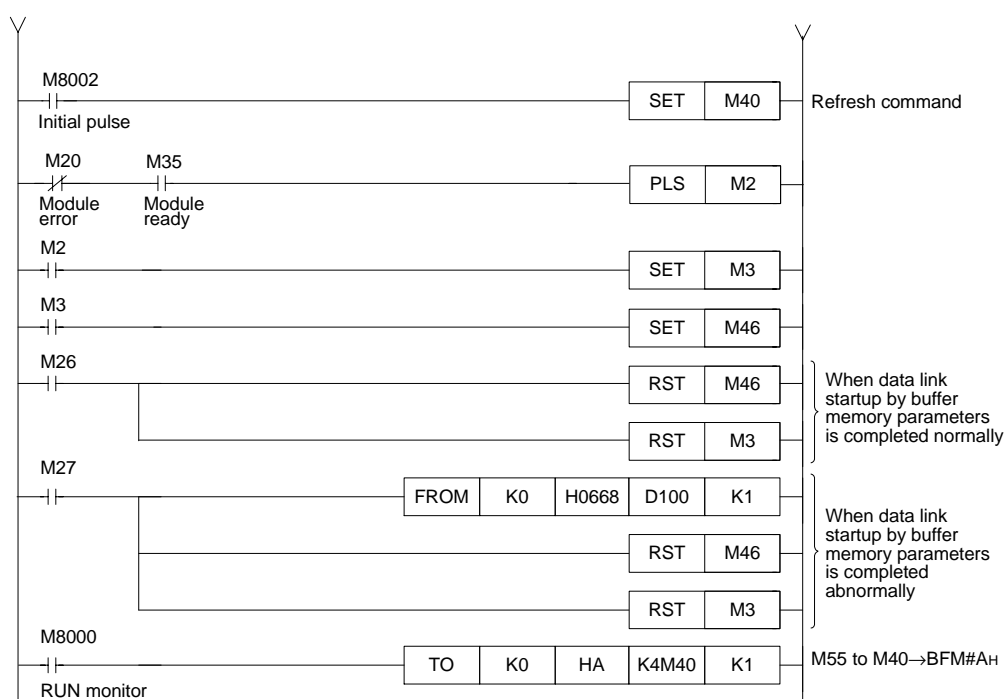 M8002
SET M40 Refresh command
Initial pulse
M20 M35
PLS M2
Module
error
Module
ready
M2
SET M3
M3
SET M46
M26
RST M46
RST M3
When data link
startup by buffer
memory parameters
is completed normally
M27
FROM K0 H0668 D100 K1
RST M46
RST M3
When data link
startup by buffer
memory parameters
is completed
abnormally
M8000
TO K0 HA K4M40 K1 M55 to M40→BFM#AH
RUN monitor